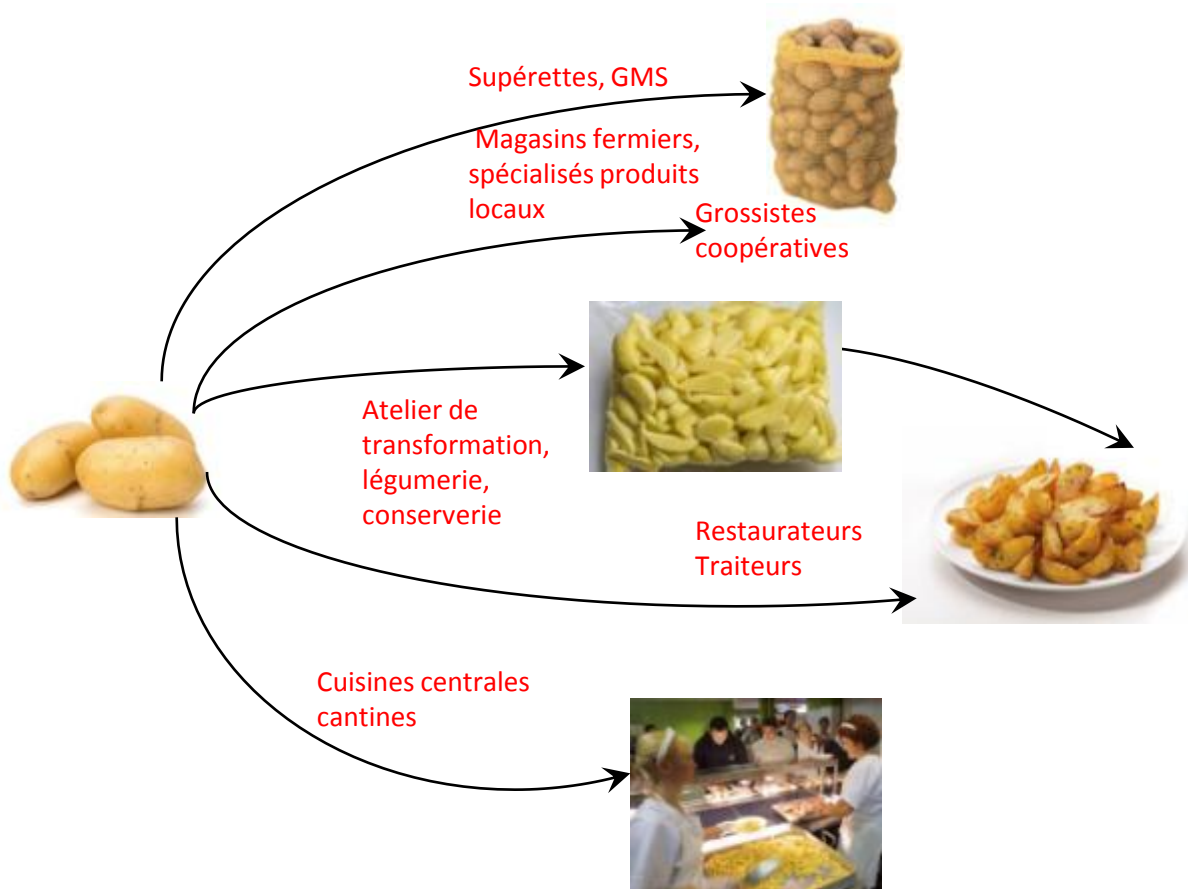 Supérettes, GMS
Magasins fermiers,
spécialisés produits
locaux
Grossistes
coopératives
Atelier de
transformation,
légumerie,
conserverie
Restaurateurs
Traiteurs
Cuisines centrales
cantines